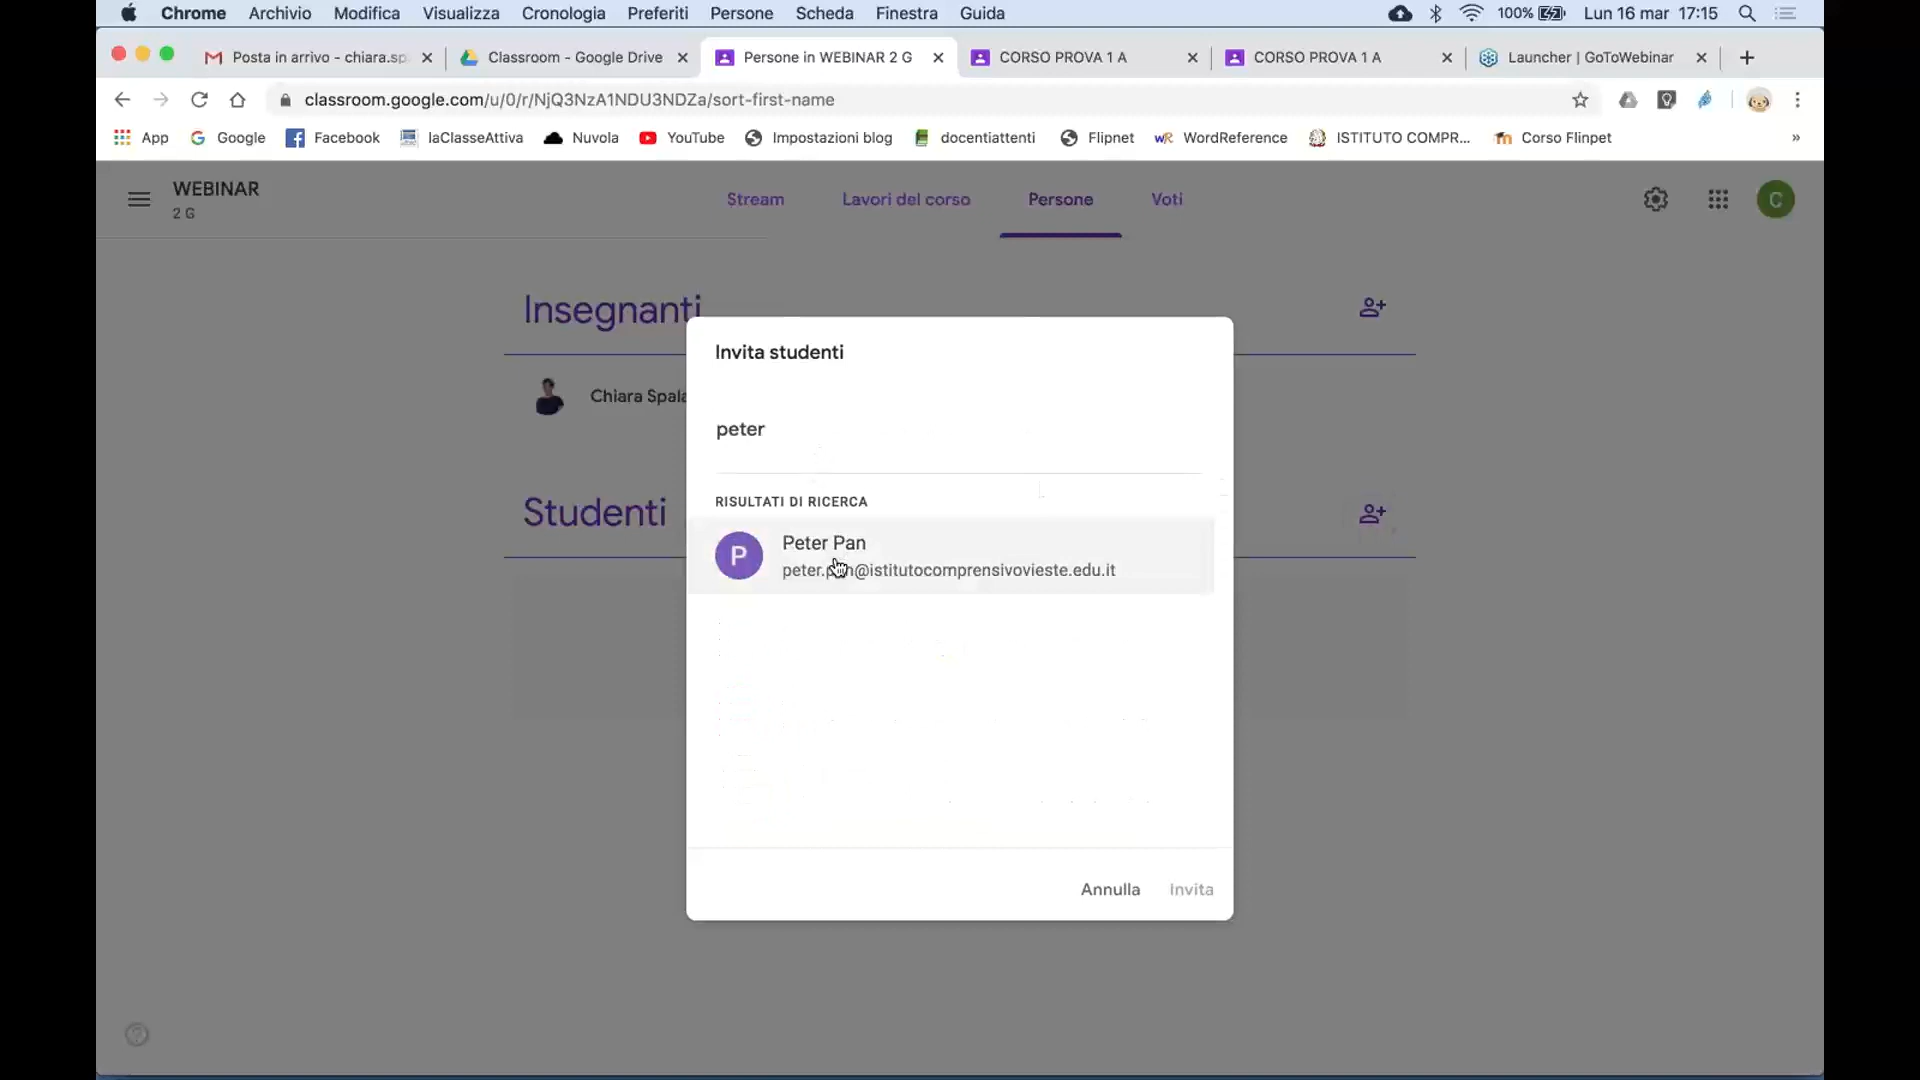 Chrome Archivio Modifica Visualizza Cronologia Preferiti Persone Scheda Finestra Guida 100% Lun 16 mar 17:15
Posta in arrivo - chiara.sp Classroom - Google Drive Persone in WEBINAR 2 G CORSO PROVA 1 A CORSO PROVA 1 A Launcher | GoToWebinar
classroom.google.com/u/0/r/NjQ3NzA1NDU3NDZa/sort-first-name
App Google Facebook laClasseAttiva Nuvola YouTube Impostazioni blog docentiattenti Flipnet WordReference ISTITUTO COMPR... Corso Flinpet »
WEBINAR
2 G
Stream Lavori del corso Persone Voti
C
Insegnanti
Chiara Spala
Studenti
Invita studenti
peter
RISULTATI DI RICERCA
P
Peter Pan
peter.pan@istitutocomprensivovieste.edu.it
Annulla Invita